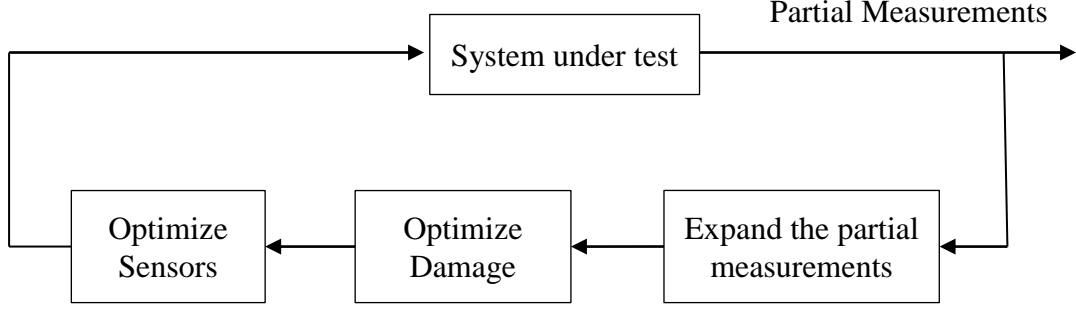 Partial Measurements
System under test
Optimize
Sensors
Optimize
Damage
Expand the partial
measurements